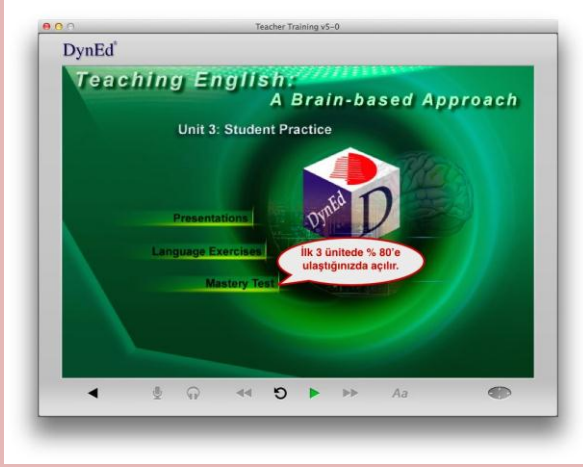 Teacher Training v5-0
DynEd®
Teaching English:
A Brain-based Approach
Unit 3: Student Practice
DynEd D
Presentations
Language Exercises
İlk 3 ünitede % 80'e
ulaştığınızda açılır.
Mastery Test
Aa